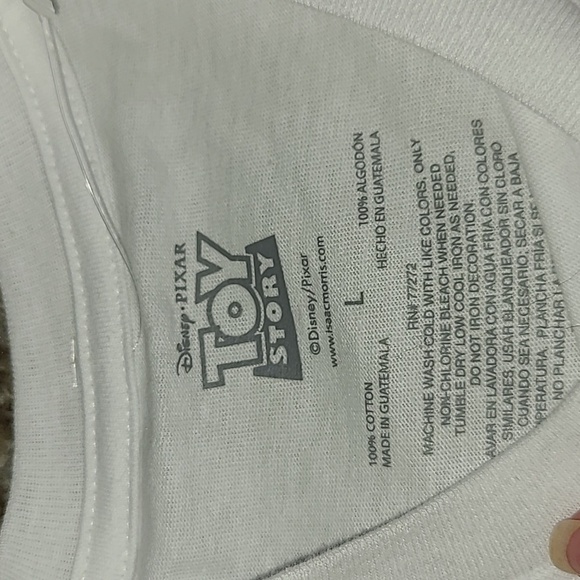 Disney·PIXAR
TOY
STORY
©Disney/Pixar
www.isaacmorris.com
L
100% COTTON 100% ALGODÓN
MADE IN GUATEMALA HECHO EN GUATEMALA
RN# 77272
MACHINE WASH COLD WITH LIKE COLORS, ONLY
NON-CHLORINE BLEACH WHEN NEEDED
TUMBLE DRY LOW, COOL IRON AS NEEDED,
DO NOT IRON DECORATION.
AVAR EN LAVADORA CON AGUA FRIA CON COLORES
SIMILARES, USAR BLANQUEADOR SIN CLORO
CUANDO SEA NECESARIO; SECAR A BAJA
PERATURA, PLANCHA FRIA SI SE
NO PLANCHAR LA